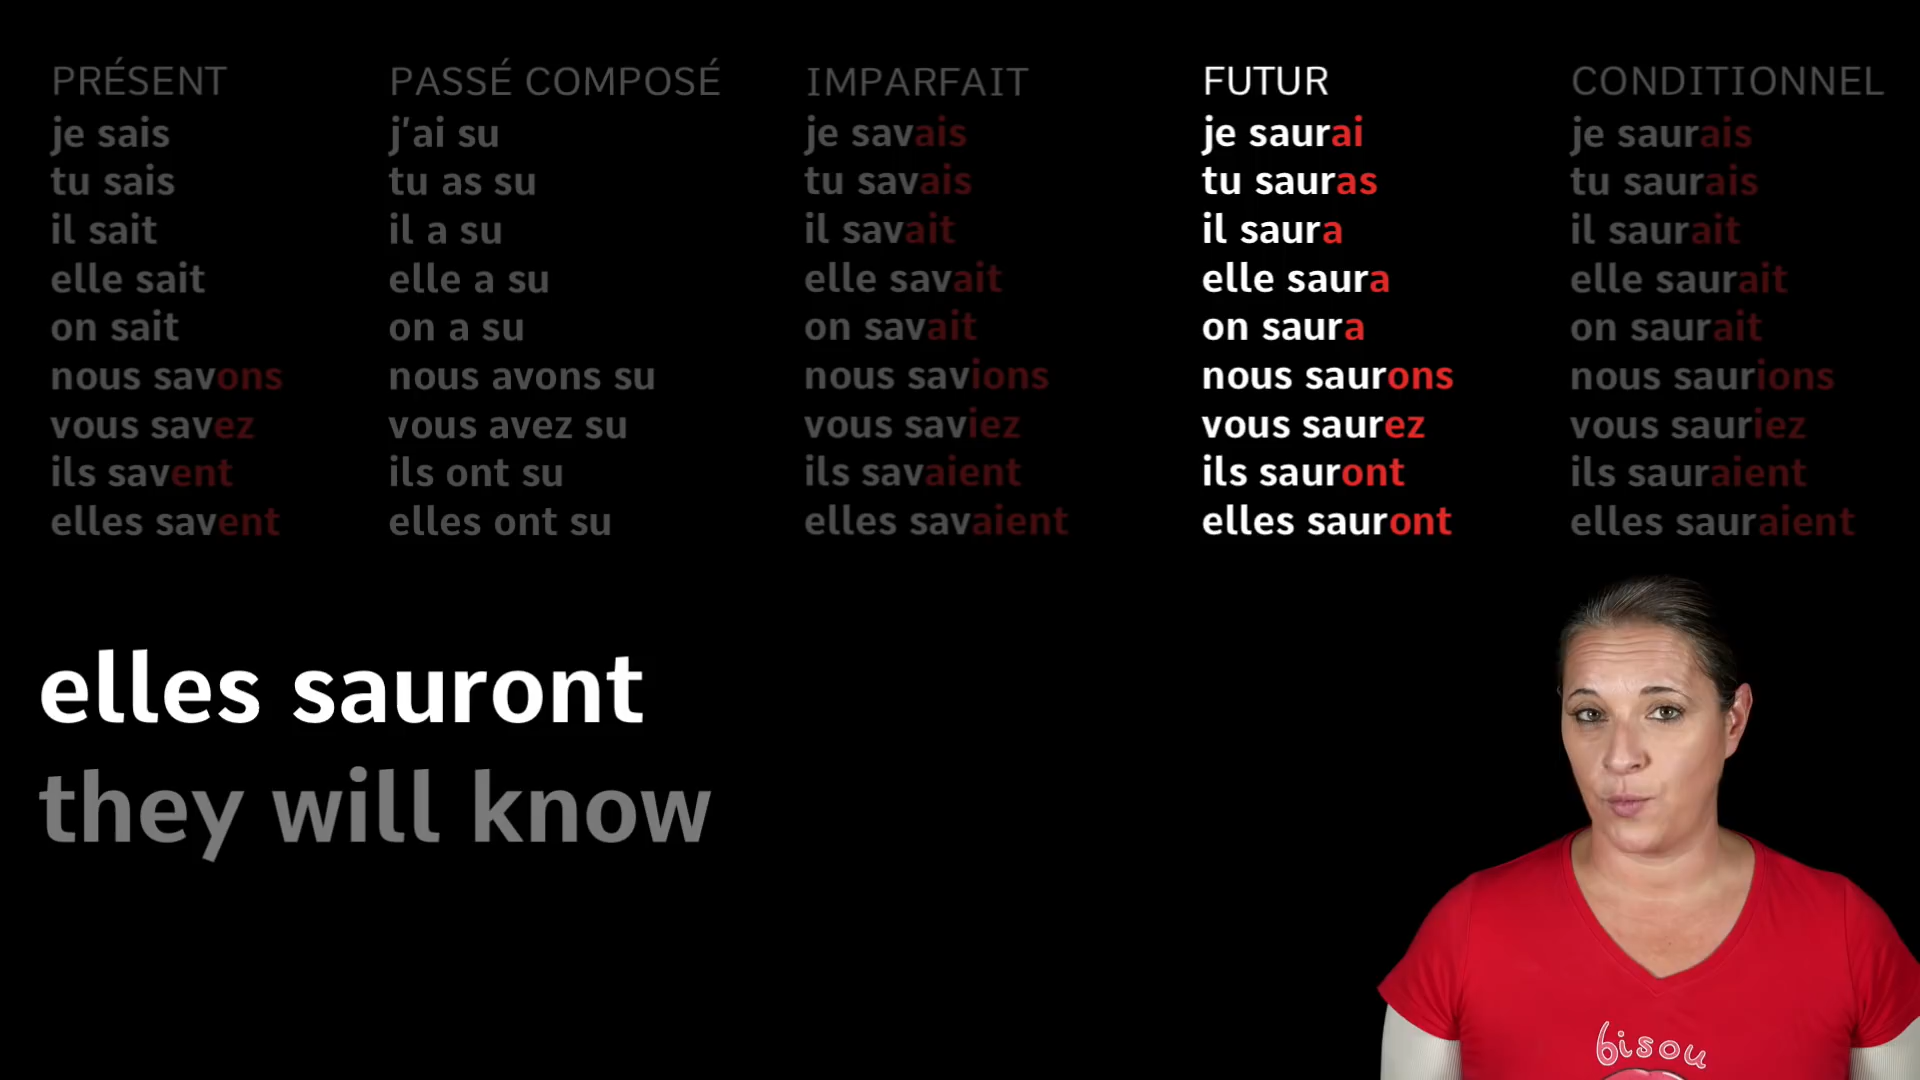 PRÉSENT
je sais
tu sais
il sait
elle sait
on sait
nous savons
vous savez
ils savent
elles savent
PASSÉ COMPOSÉ
j'ai su
tu as su
il a su
elle a su
on a su
nous avons su
vous avez su
ils ont su
elles ont su
IMPARFAIT
je savais
tu savais
il savait
elle savait
on savait
nous savions
vous saviez
ils savaient
elles savaient
FUTUR
je saurai
tu sauras
il saura
elle saura
on saura
nous saurons
vous saurez
ils sauront
elles sauront
CONDITIONNEL
je saurais
tu saurais
il saurait
elle saurait
on saurait
nous saurions
vous sauriez
ils sauraient
elles sauraient
elles sauront
they will know
bisou